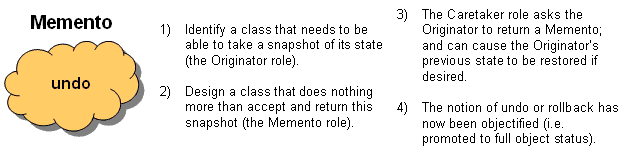 Memento
undo
1) Identify a class that needs to be
able to take a snapshot of its state
(the Originator role).
2) Design a class that does nothing
more than accept and return this
snapshot (the Memento role).
3) The Caretaker role asks the
Originator to return a Memento;
and can cause the Originator's
previous state to be restored if
desired.
4) The notion of undo or rollback has
now been objectified (i.e.
promoted to full object status).